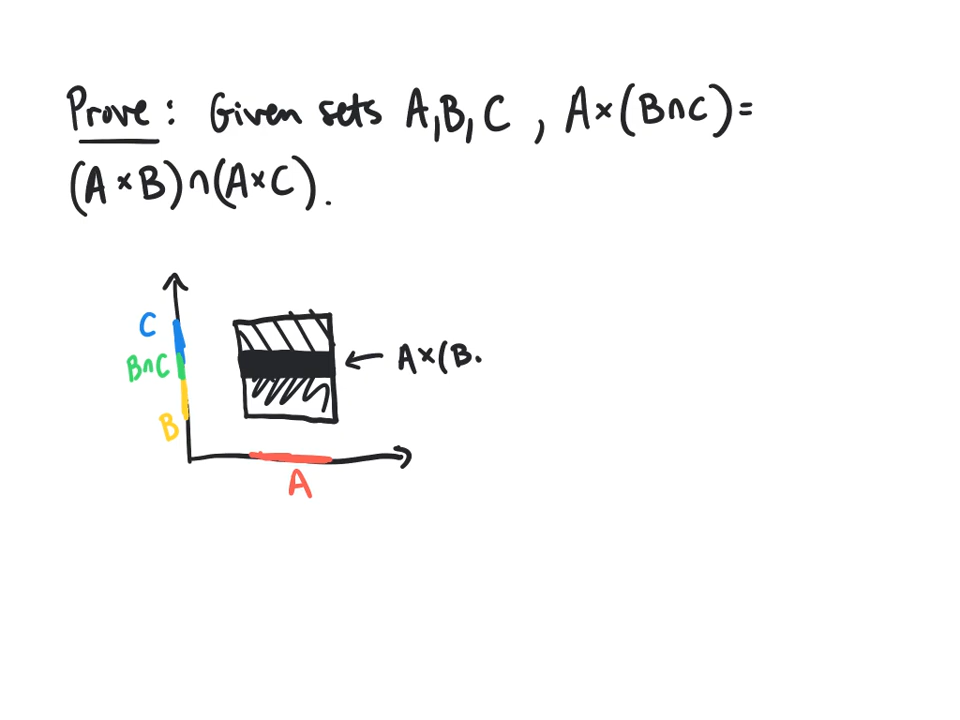 Prove: Given sets A,B,C, A×(B∩C)=
(A×B)∩(A×C).
C
B∩C
A×(B.
B
A